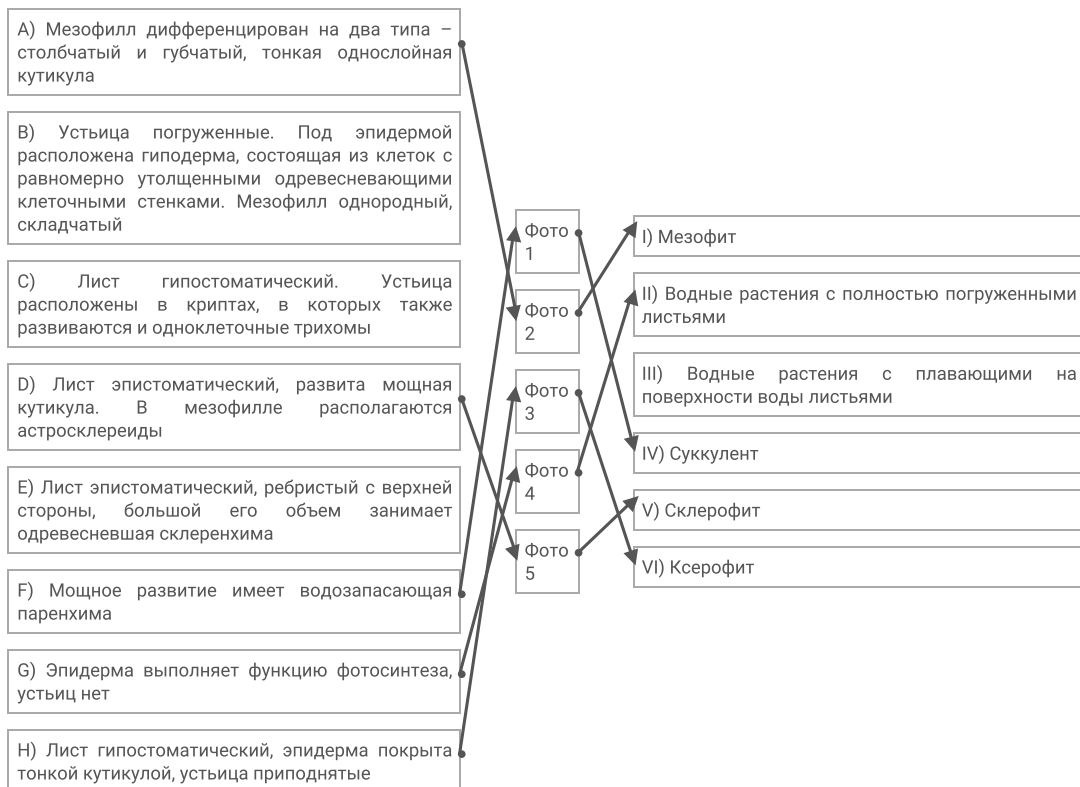 A) Мезофилл дифференцирован на два типа –
столбчатый и губчатый, тонкая однослойная
кутикула
B) Устьица погруженные. Под эпидермой
расположена гиподерма, состоящая из клеток с
равномерно утолщенными одревесневающими
клеточными стенками. Мезофилл однородный,
складчатый
C) Лист гипостоматический. Устьица
расположены в криптах, в которых также
развиваются и одноклеточные трихомы
D) Лист эпистоматический, развита мощная
кутикула. В мезофилле располагаются
астросклереиды
E) Лист эпистоматический, ребристый с верхней
стороны, большой его объем занимает
одревесневшая склеренхима
F) Мощное развитие имеет водозапасающая
паренхима
G) Эпидерма выполняет функцию фотосинтеза,
устьиц нет
H) Лист гипостоматический, эпидерма покрыта
тонкой кутикулой, устьица приподнятые
Фото
1
Фото
2
Фото
3
Фото
4
Фото
5
I) Мезофит
II) Водные растения с полностью погруженными
листьями
III) Водные растения с плавающими на
поверхности воды листьями
IV) Суккулент
V) Склерофит
VI) Ксерофит